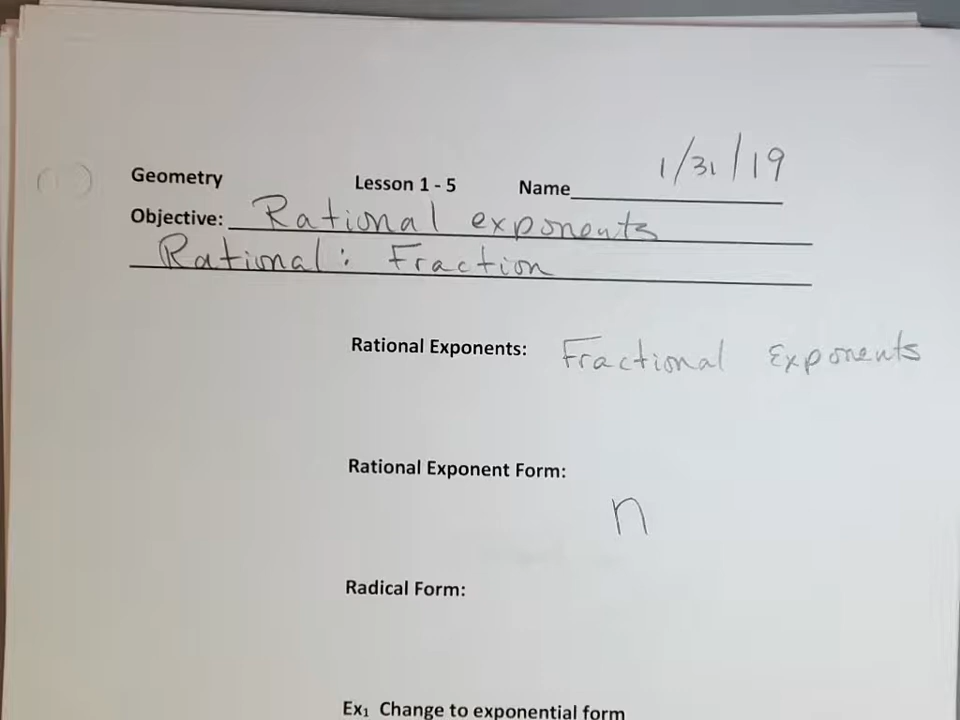 1/31/19
Geometry Lesson 1 - 5 Name
Objective: Rational exponents
Rational: Fraction
Rational Exponents: Fractional Exponents
Rational Exponent Form:
n
Radical Form:
Ex₁ Change to exponential form